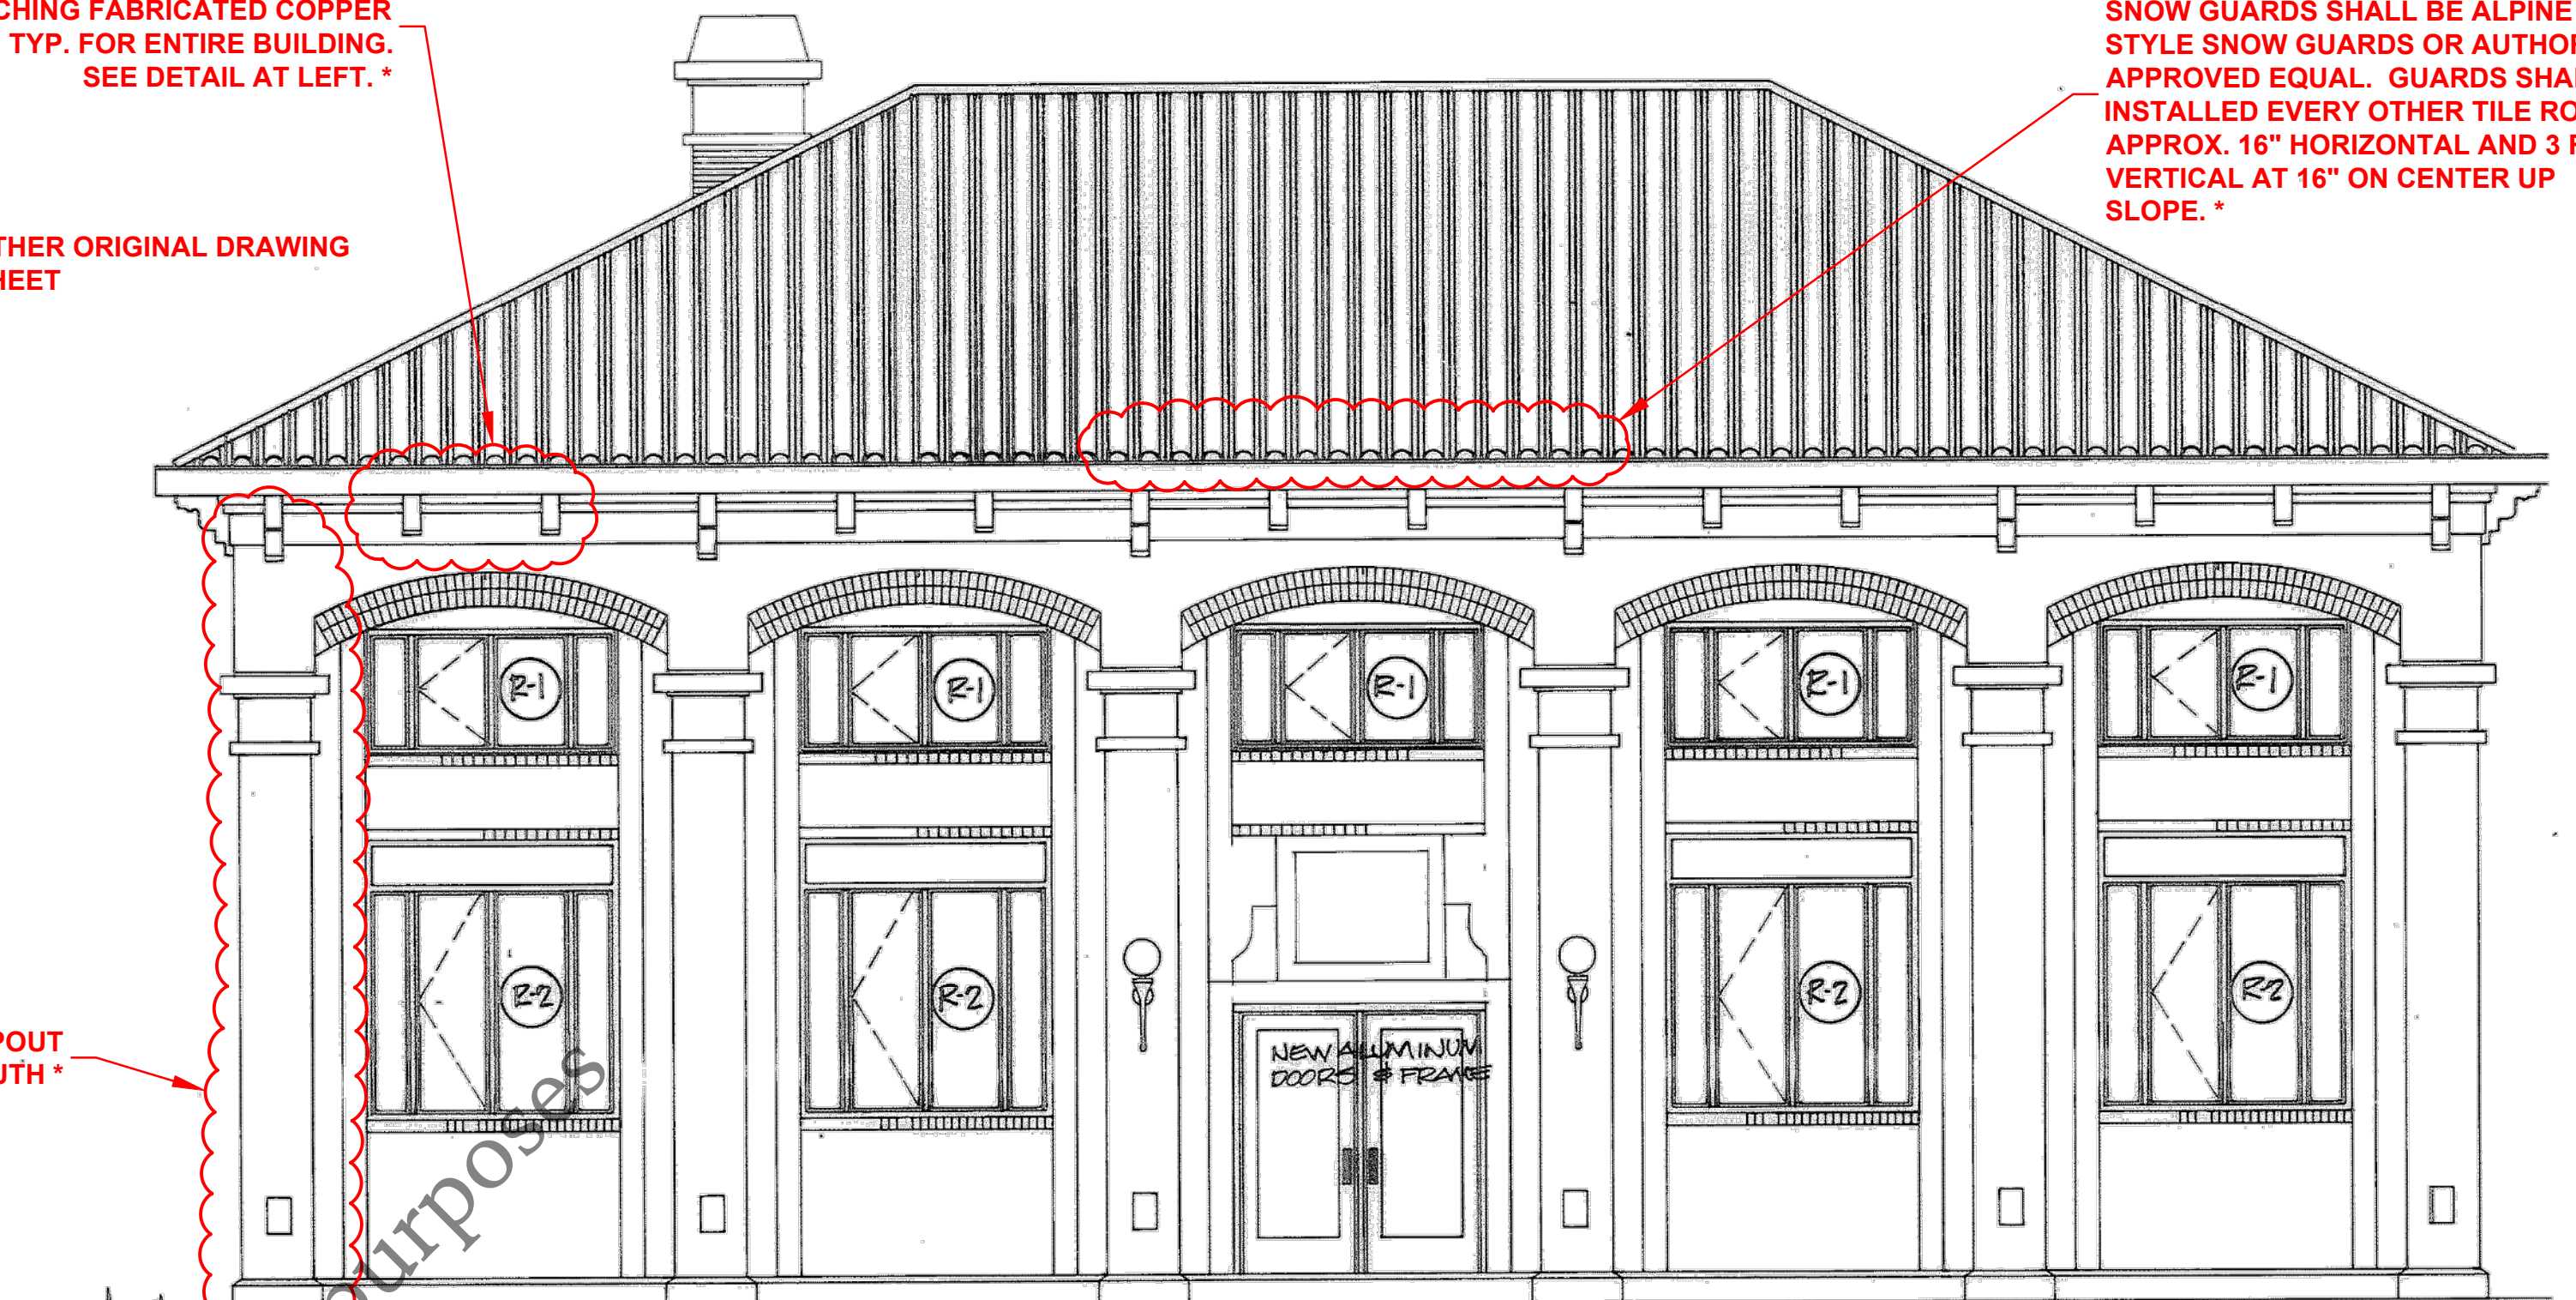 CHING FABRICATED COPPER
TYP. FOR ENTIRE BUILDING.
SEE DETAIL AT LEFT. *
SNOW GUARDS SHALL BE ALPINE
STYLE SNOW GUARDS OR AUTHOR
APPROVED EQUAL. GUARDS SHAL
INSTALLED EVERY OTHER TILE RO
APPROX. 16" HORIZONTAL AND 3 R
VERTICAL AT 16" ON CENTER UP
SLOPE. *
THER ORIGINAL DRAWING
HEET
R-1
R-1
R-1
R-1
R-1
R-2
R-2
R-2
R-2
POUT
UTH *
NEW ALUMINUM
DOORS & FRAME
purposes